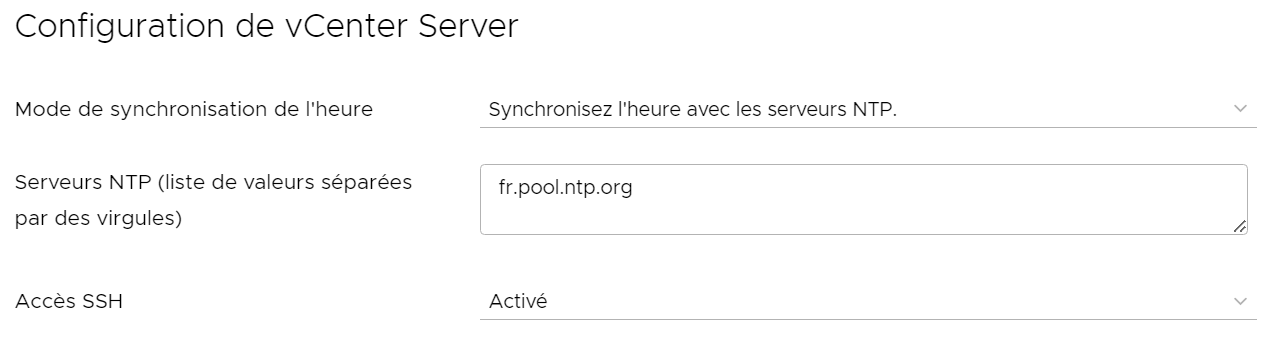 Configuration de vCenter Server
Mode de synchronisation de l'heure
Synchronisez l'heure avec les serveurs NTP.
Serveurs NTP (liste de valeurs séparées
par des virgules)
fr.pool.ntp.org
Accès SSH
Activé